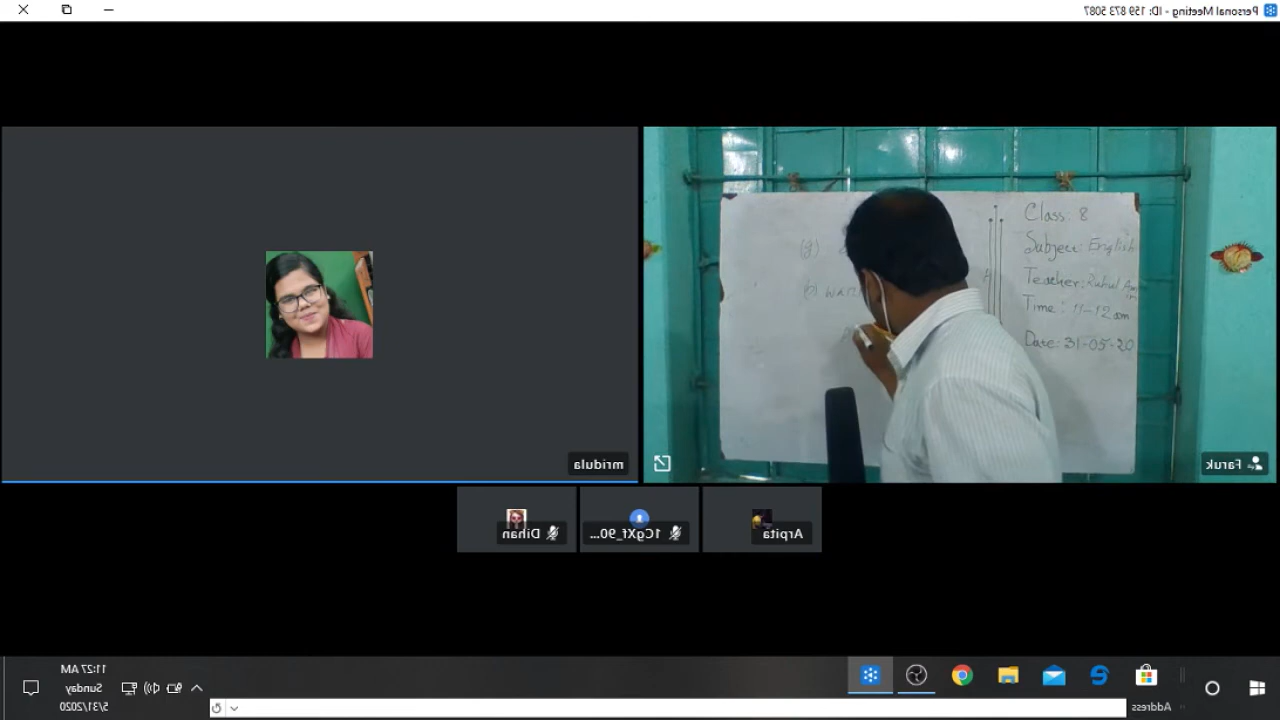 Personal Meeting - ID: 159 873 5087
Class: 8
Subject: English
Teacher: Ruhul
Time: 11-12 am
Date: 31-05-20
mridula
Faruk
Dihan
1CgXf_90...
Arpita
11:27 AM
Sunday
5/31/2020
Address